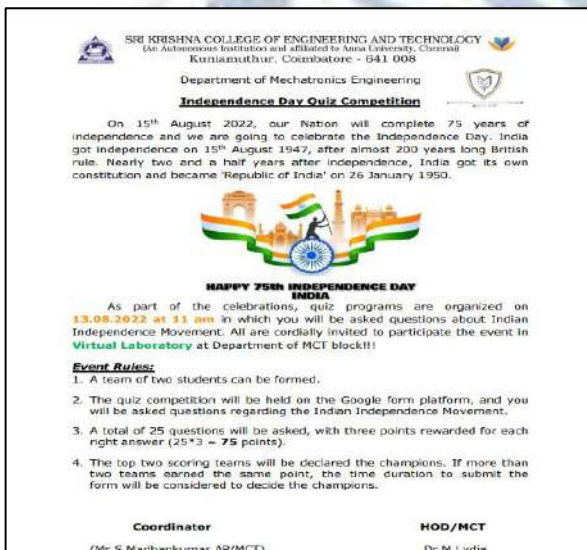 SRI KRISHNA COLLEGE OF ENGINEERING AND TECHNOLOGY
(An Autonomous Institution and affiliated to Anna University, Chennai)
Kuniamuthur, Coimbatore - 641 008
Department of Mechatronics Engineering
Independence Day Quiz Competition
On 15th August 2022, our Nation will complete 75 years of
independence and we are going to celebrate the Independence Day. India
got independence on 15th August 1947, after almost 200 years long British
rule. Nearly two and a half years after independence, India got its own
constitution and became 'Republic of India' on 26 January 1950.
HAPPY 75th INDEPENDENCE DAY
INDIA
As part of the celebrations, quiz programs are organized on
13.08.2022 at 11 am in which you will be asked questions about Indian
Independence Movement. All are cordially invited to participate the event in
Virtual Laboratory at Department of MCT block!!!
Event Rules:
1. A team of two students can be formed.
2. The quiz competition will be held on the Google form platform, and you
will be asked questions regarding the Indian Independence Movement.
3. A total of 25 questions will be asked, with three points rewarded for each
right answer (25*3 = 75 points).
4. The top two scoring teams will be declared the champions. If more than
two teams earned the same point, the time duration to submit the
form will be considered to decide the champions.
Coordinator HOD/MCT
(Mr.S.Maribankumar AP/MCT) Dr.M.Lydia